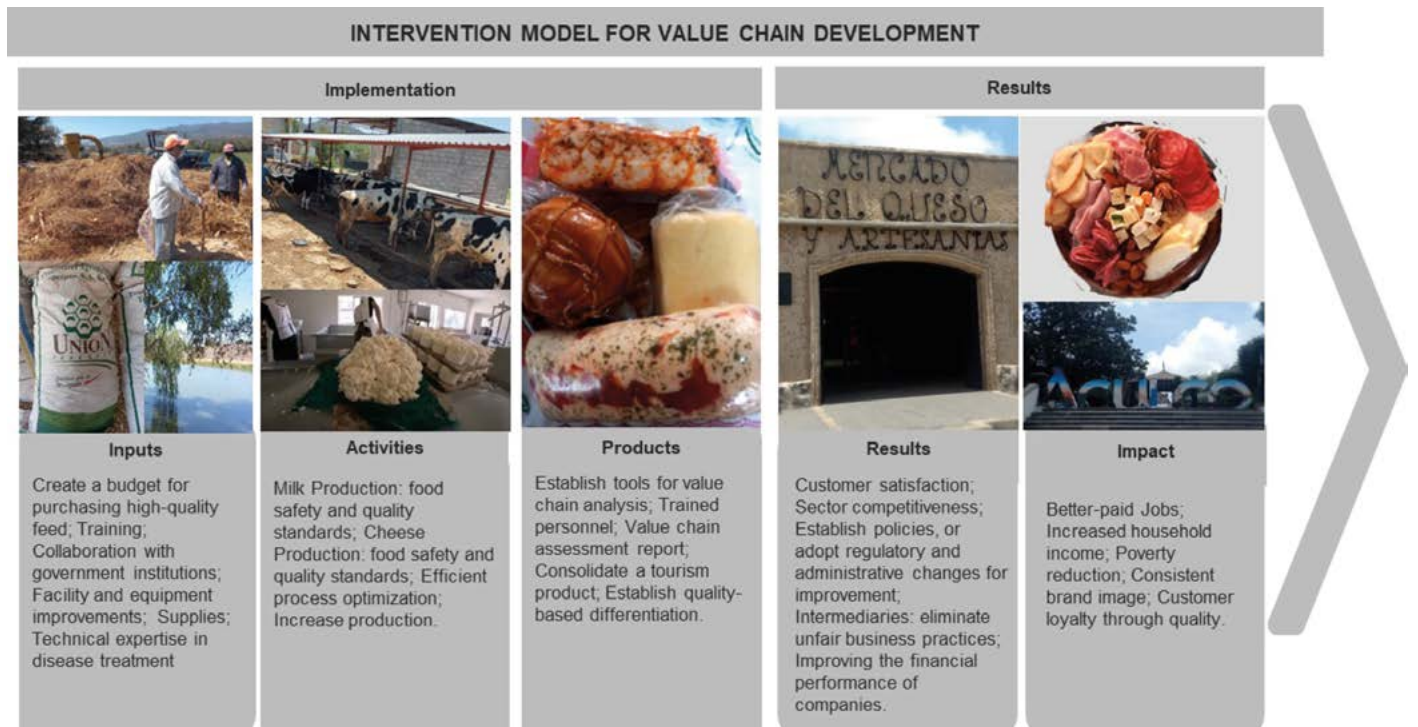 INTERVENTION MODEL FOR VALUE CHAIN DEVELOPMENT
Implementation
Results
UNION
MERCADO
DEL QUESO
Y ARTESANIAS
ACULCO
Inputs
Create a budget for
purchasing high-quality
feed; Training;
Collaboration with
government institutions;
Facility and equipment
improvements; Supplies;
Technical expertise in
disease treatment
Activities
Milk Production: food
safety and quality
standards; Cheese
Production: food safety and
quality standards; Efficient
process optimization;
Increase production.
Products
Establish tools for value
chain analysis; Trained
personnel; Value chain
assessment report;
Consolidate a tourism
product; Establish quality-
based differentiation.
Results
Customer satisfaction;
Sector competitiveness;
Establish policies, or
adopt regulatory and
administrative changes for
improvement;
Intermediaries: eliminate
unfair business practices;
Improving the financial
performance of
companies.
Impact
Better-paid Jobs;
Increased household
income; Poverty
reduction; Consistent
brand image; Customer
loyalty through quality.